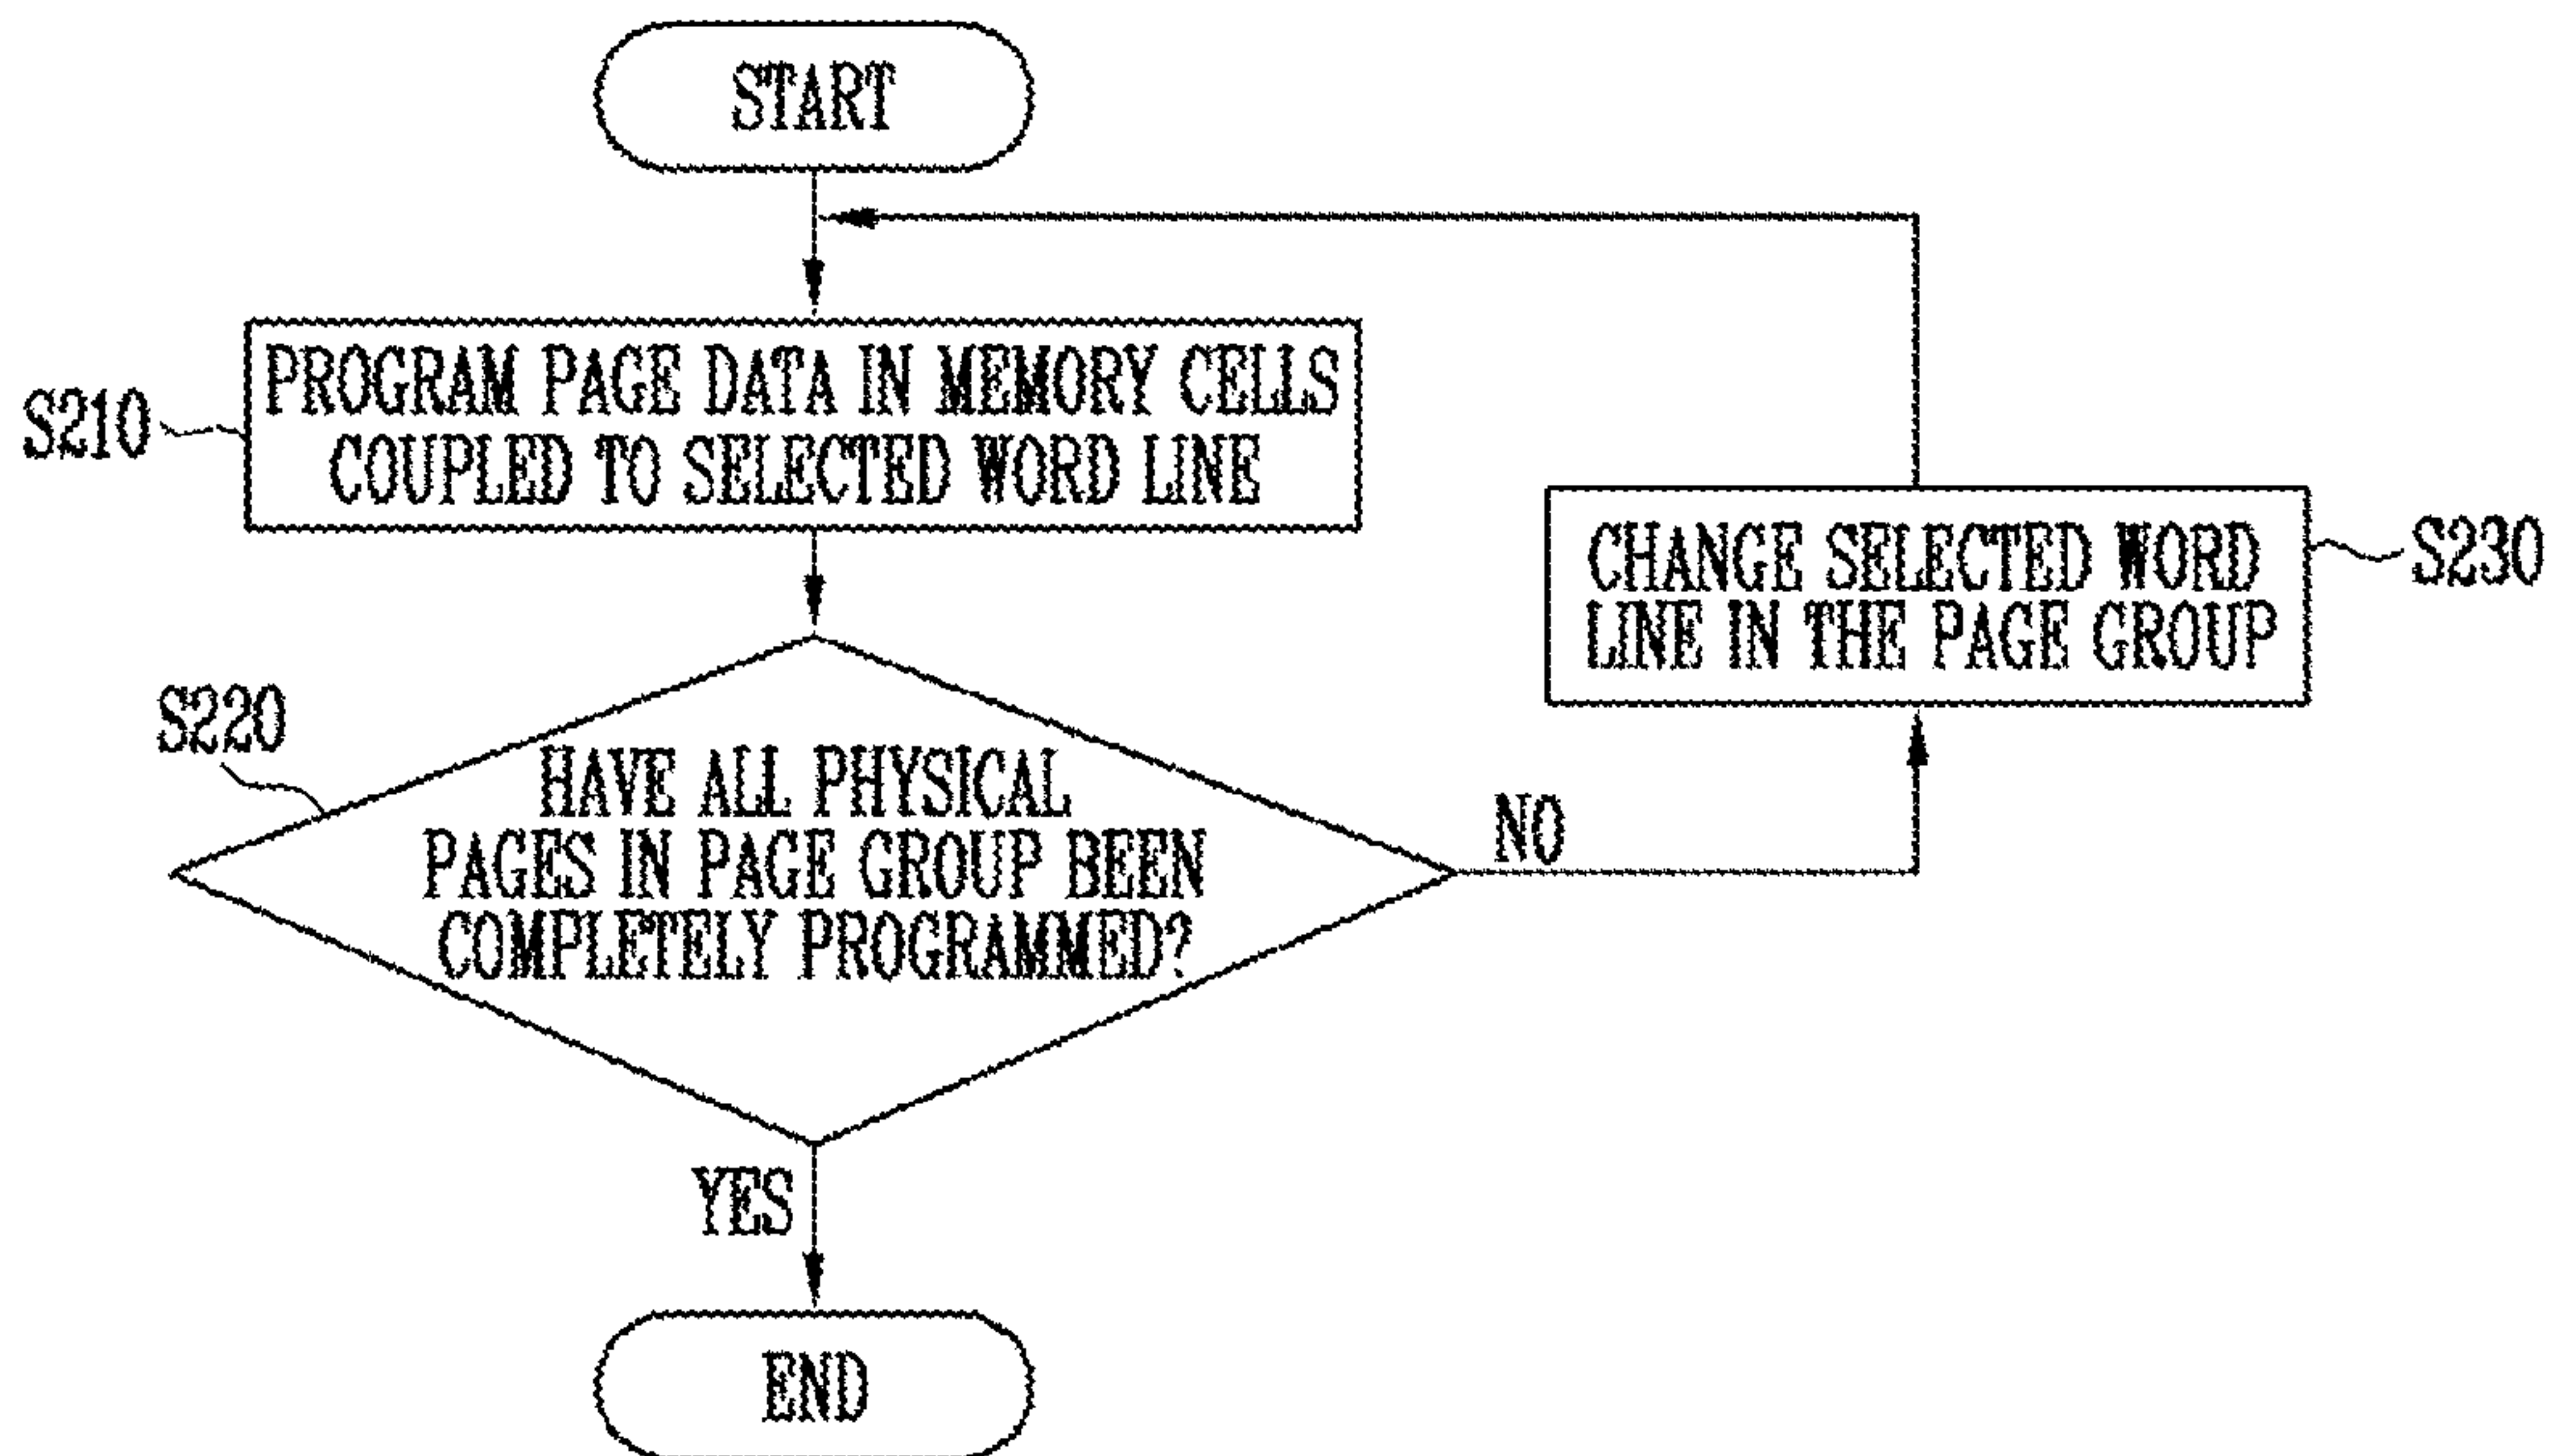 START
S210
PROGRAM PAGE DATA IN MEMORY CELLS
COUPLED TO SELECTED WORD LINE
S220
HAVE ALL PHYSICAL
PAGES IN PAGE GROUP BEEN
COMPLETELY PROGRAMMED?
NO
CHANGE SELECTED WORD
LINE IN THE PAGE GROUP
S230
YES
END